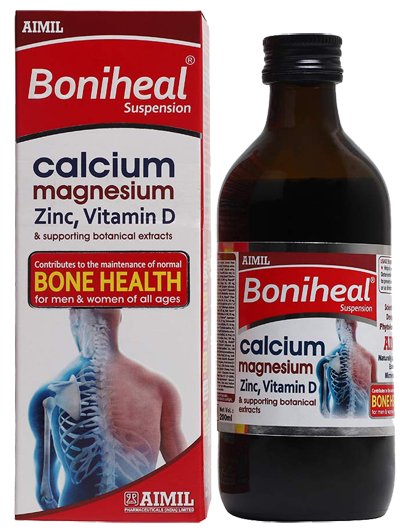 AIMIL
Boniheal®
Suspension
calcium
magnesium
Zinc, Vitamin D
& supporting botanical extracts
Contributes to the maintenance of normal
BONE HEALTH
for men & women of all ages
AIMIL
PHARMACEUTICALS (INDIA) LIMITED
AIMIL
Boniheal®
Suspension
calcium
magnesium
Zinc, Vitamin D
& supporting botanical
extracts
Net Vol.:
200ml